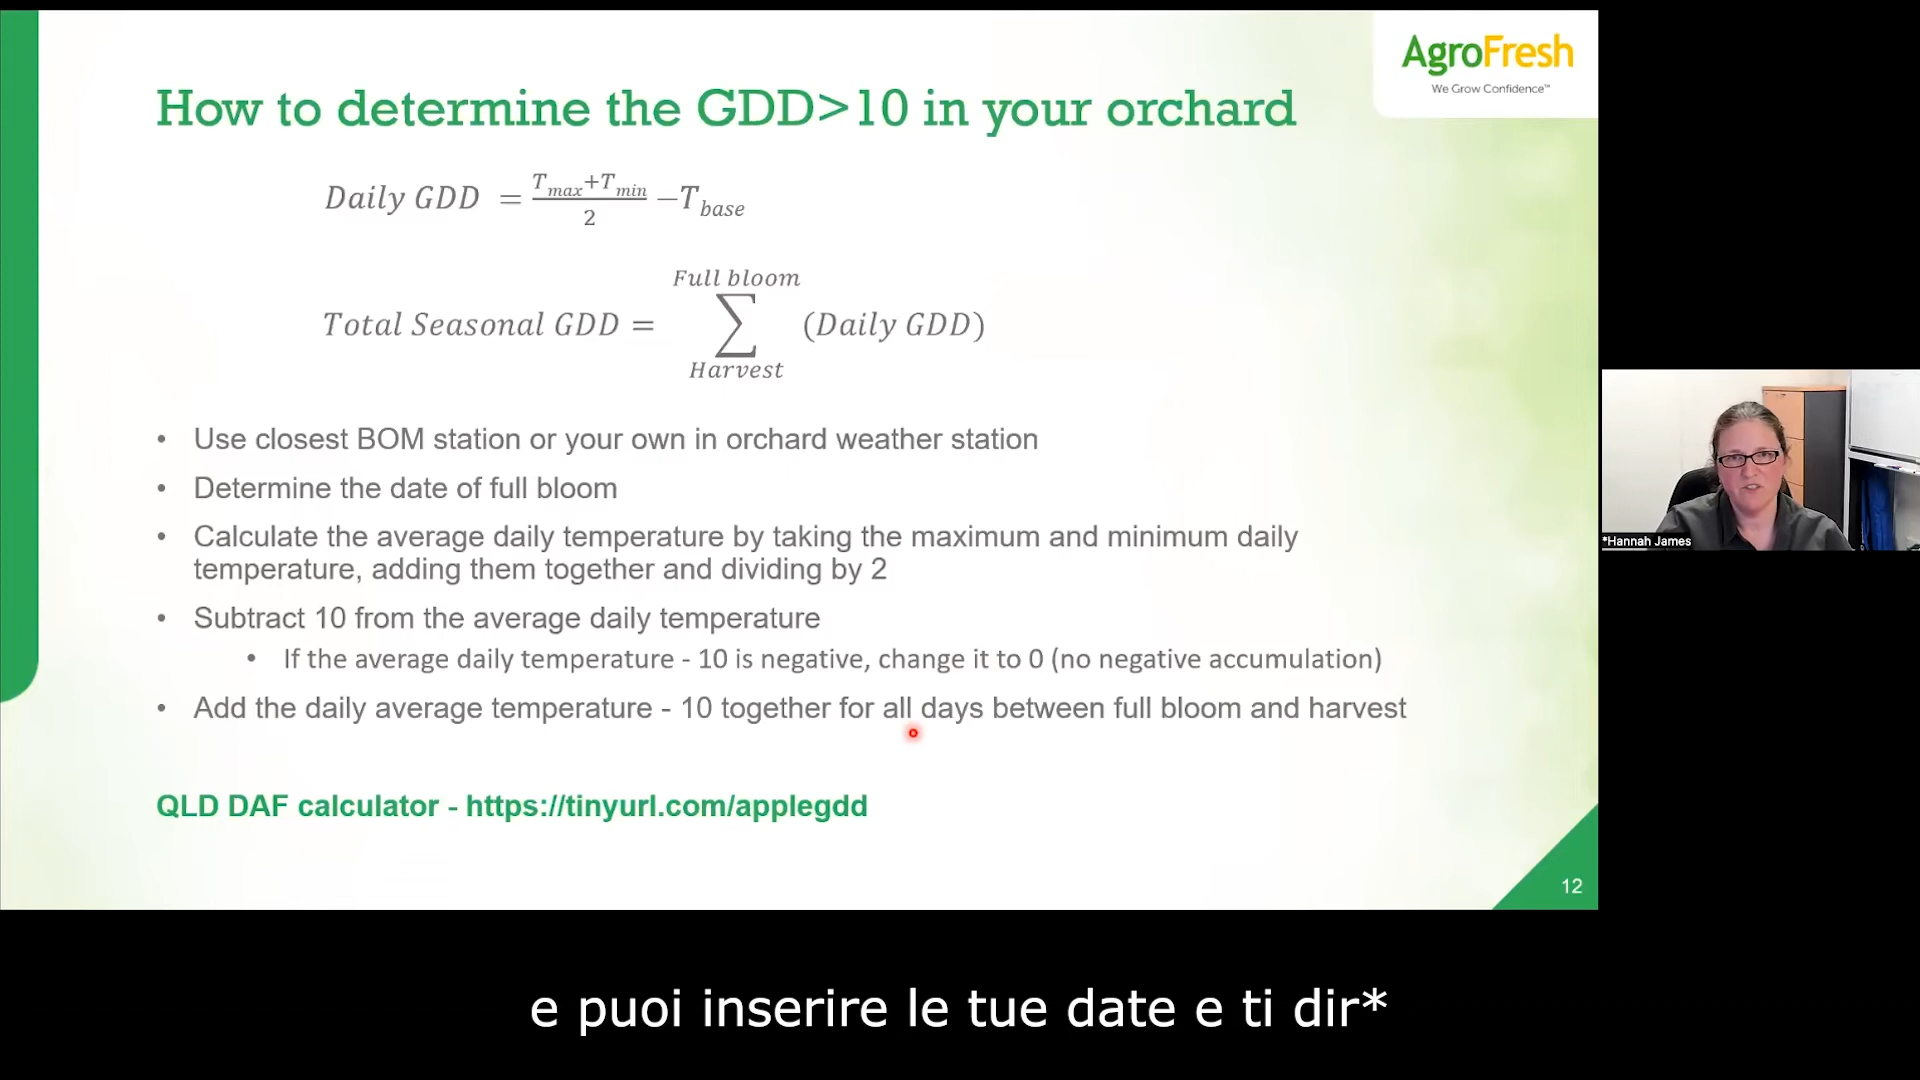 AgroFresh
We Grow Confidence™
How to determine the GDD>10 in your orchard
Daily GDD = (T_max+T_min)/2 − T_base
Full bloom
Total Seasonal GDD = ∑ (Daily GDD)
Harvest
• Use closest BOM station or your own in orchard weather station
• Determine the date of full bloom
• Calculate the average daily temperature by taking the maximum and minimum daily
temperature, adding them together and dividing by 2
• Subtract 10 from the average daily temperature
• If the average daily temperature - 10 is negative, change it to 0 (no negative accumulation)
• Add the daily average temperature - 10 together for all days between full bloom and harvest
QLD DAF calculator - https://tinyurl.com/applegdd
12
*Hannah James
e puoi inserire le tue date e ti dir*